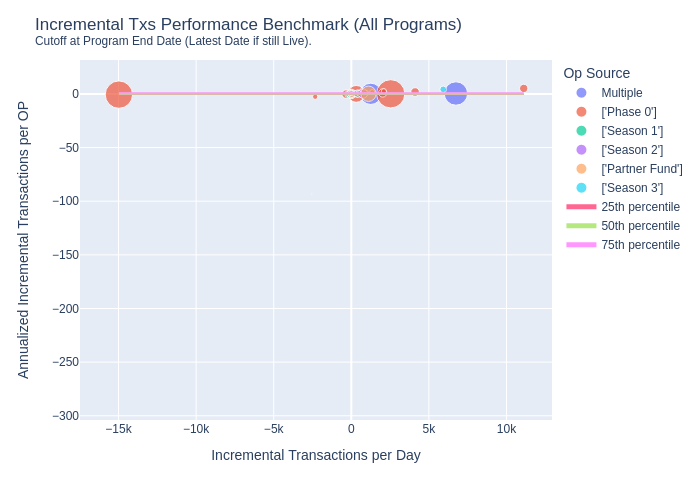 Incremental Txs Performance Benchmark (All Programs)
Cutoff at Program End Date (Latest Date if still Live).
Annualized Incremental Transactions per OP
0
−50
−100
−150
−200
−250
−300
−15k
−10k
−5k
0
5k
10k
Incremental Transactions per Day
Op Source
Multiple
['Phase 0']
['Season 1']
['Season 2']
['Partner Fund']
['Season 3']
25th percentile
50th percentile
75th percentile